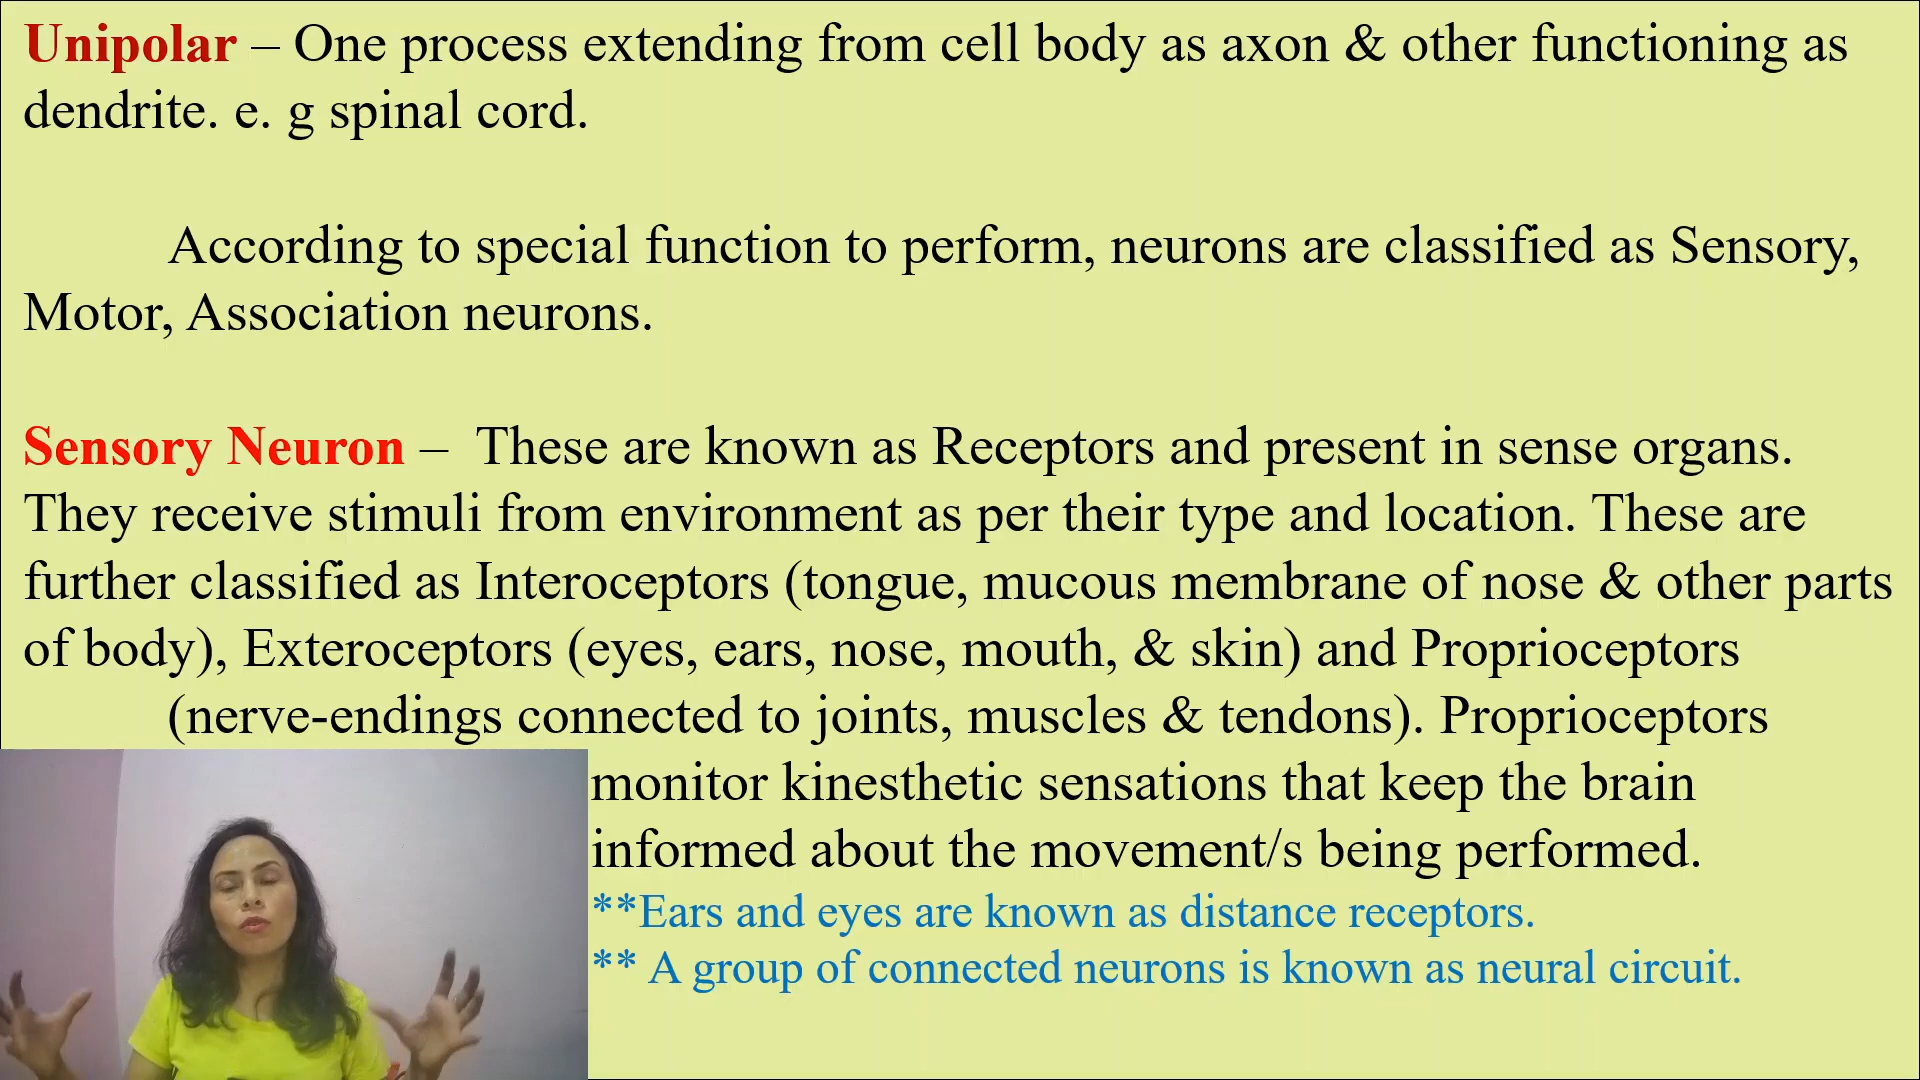 Unipolar – One process extending from cell body as axon & other functioning as
dendrite. e. g spinal cord.
According to special function to perform, neurons are classified as Sensory,
Motor, Association neurons.
Sensory Neuron – These are known as Receptors and present in sense organs.
They receive stimuli from environment as per their type and location. These are
further classified as Interoceptors (tongue, mucous membrane of nose & other parts
of body), Exteroceptors (eyes, ears, nose, mouth, & skin) and Proprioceptors
(nerve-endings connected to joints, muscles & tendons). Proprioceptors
monitor kinesthetic sensations that keep the brain
informed about the movement/s being performed.
**Ears and eyes are known as distance receptors.
** A group of connected neurons is known as neural circuit.